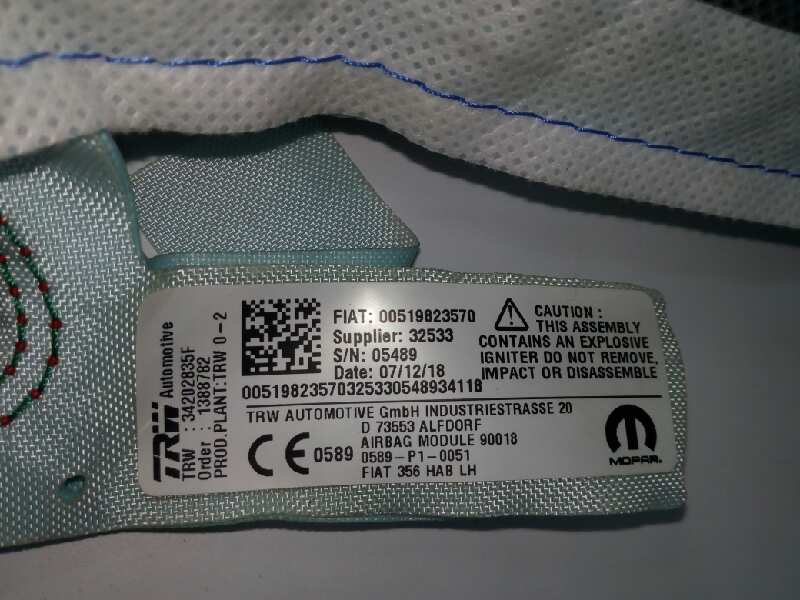 FIAT: 00519823570
Supplier: 32533
S/N: 05489
Date: 07/12/18
CAUTION :
THIS ASSEMBLY
CONTAINS AN EXPLOSIVE
IGNITER DO NOT REMOVE,
IMPACT OR DISASSEMBLE
00519823570325330548934118
TRW AUTOMOTIVE GmbH INDUSTRIESTRASSE 20
D 73553 ALFDORF
AIRBAG MODULE 90018
CE 0589 0589-P1-0051
FIAT 356 HAB LH
MOPAR
TRW Automotive
TRW : 34202835F
Order : 1388782
PROD.PLANT:TRW 0-2